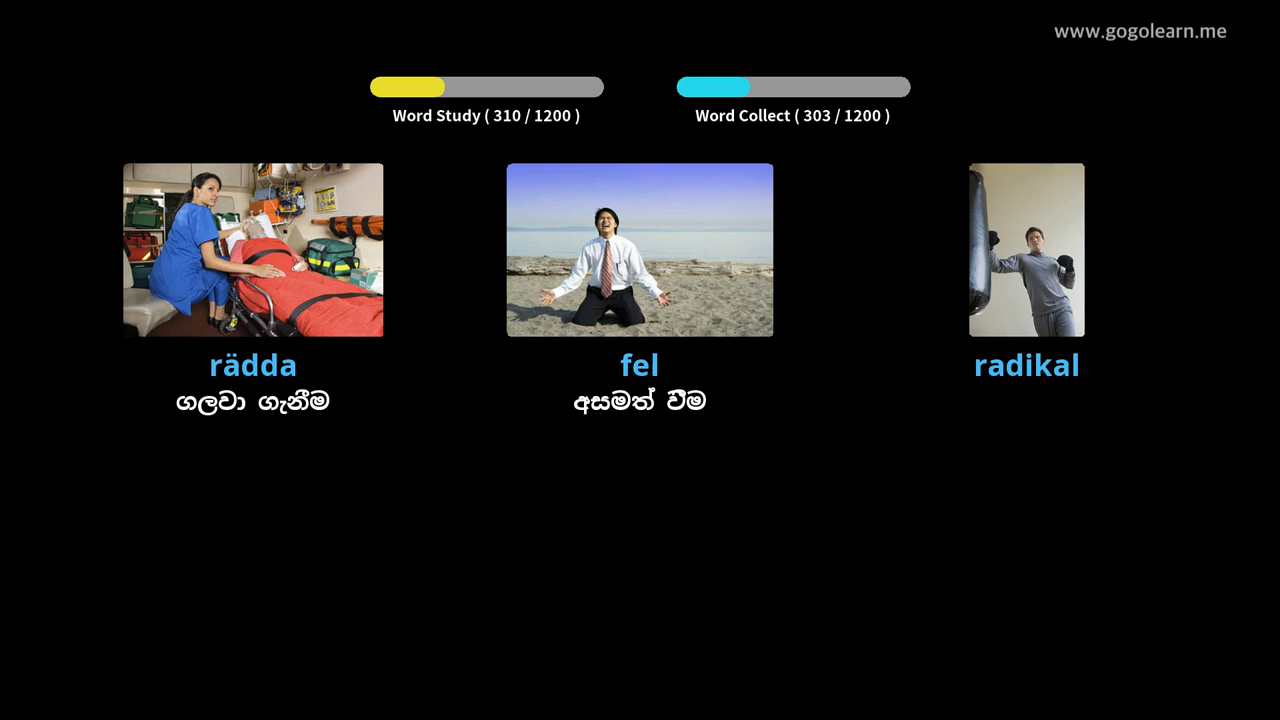 www.gogolearn.me
Word Study ( 310 / 1200 )
Word Collect ( 303 / 1200 )
rädda
ගලවා ගැනීම
fel
අසමත් වීම
radikal